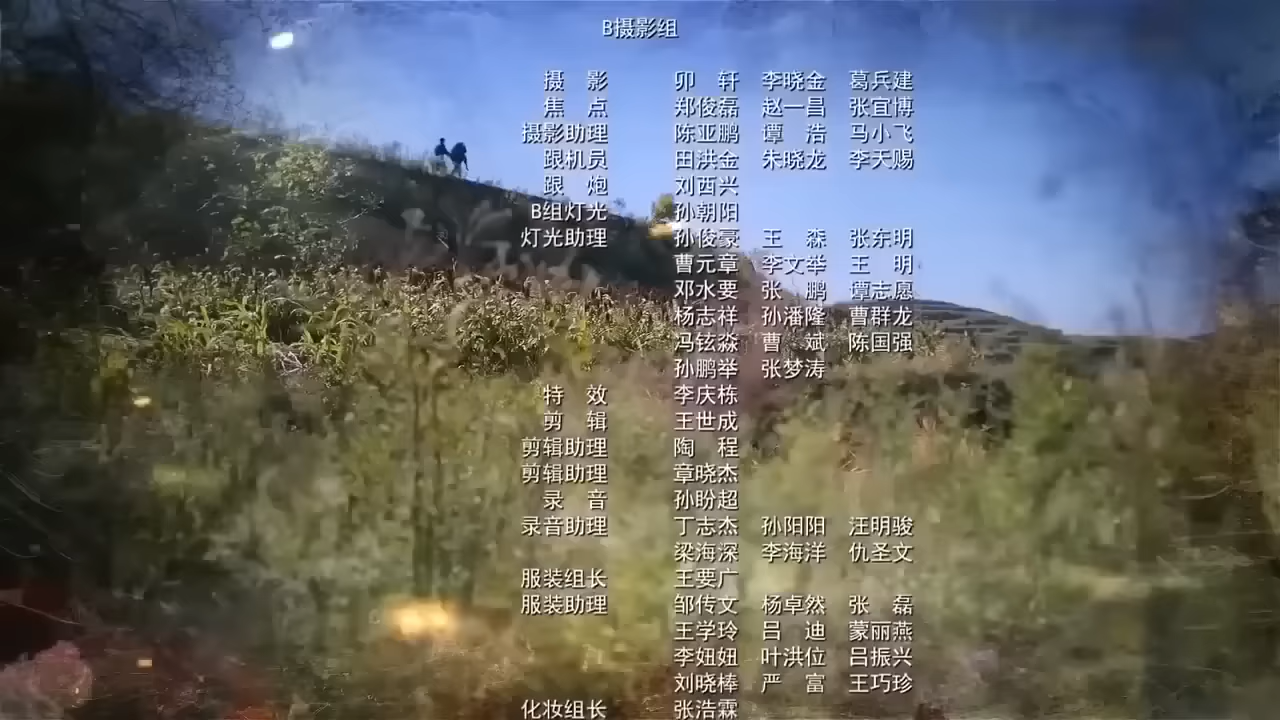 B摄影组
摄 影 卯 轩 李晓金 葛兵建
焦 点 郑俊磊 赵一昌 张宜博
摄影助理 陈亚鹏 谭 浩 马小飞
跟机员 田洪金 朱晓龙 李天赐
跟 炮 刘西兴
B组灯光 孙朝阳
灯光助理 孙俊豪 王 森 张东明
曹元章 李文举 王 明
邓水要 张 鹏 谭志愿
杨志祥 孙潘隆 曹群龙
冯铉淼 曹 斌 陈国强
孙鹏举 张梦涛
特 效 李庆栋
剪 辑 王世成
剪辑助理 陶 程
剪辑助理 章晓杰
录 音 孙盼超
录音助理 丁志杰 孙阳阳 汪明骏
梁海深 李海洋 仇圣文
服装组长 王要广
服装助理 邹传文 杨卓然 张 磊
王学玲 吕 迪 蒙丽燕
李妞妞 叶洪位 吕振兴
刘晓棒 严 富 王巧珍
化妆组长 张浩霖